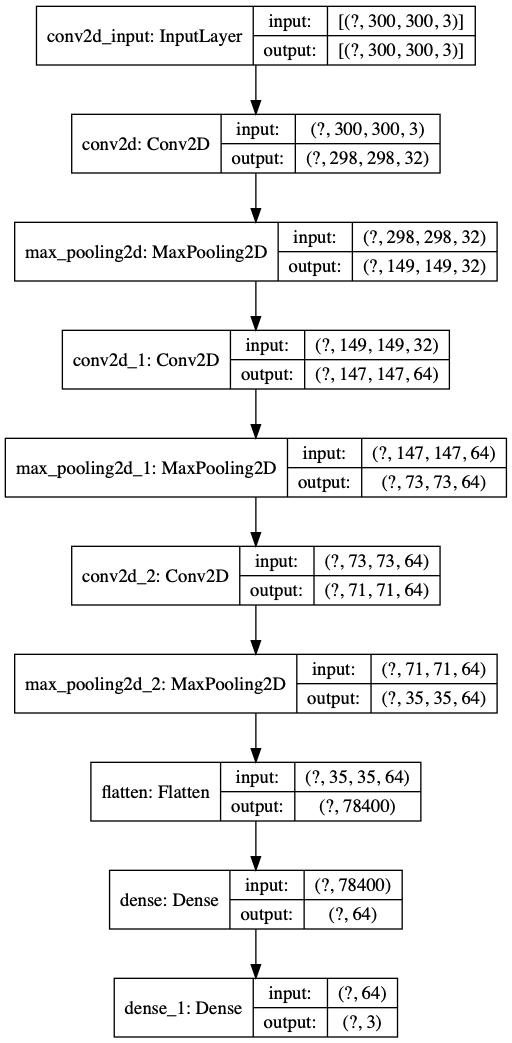 conv2d_input: InputLayer
input: [(?, 300, 300, 3)]
output: [(?, 300, 300, 3)]
conv2d: Conv2D
input: (?, 300, 300, 3)
output: (?, 298, 298, 32)
max_pooling2d: MaxPooling2D
input: (?, 298, 298, 32)
output: (?, 149, 149, 32)
conv2d_1: Conv2D
input: (?, 149, 149, 32)
output: (?, 147, 147, 64)
max_pooling2d_1: MaxPooling2D
input: (?, 147, 147, 64)
output: (?, 73, 73, 64)
conv2d_2: Conv2D
input: (?, 73, 73, 64)
output: (?, 71, 71, 64)
max_pooling2d_2: MaxPooling2D
input: (?, 71, 71, 64)
output: (?, 35, 35, 64)
flatten: Flatten
input: (?, 35, 35, 64)
output: (?, 78400)
dense: Dense
input: (?, 78400)
output: (?, 64)
dense_1: Dense
input: (?, 64)
output: (?, 3)